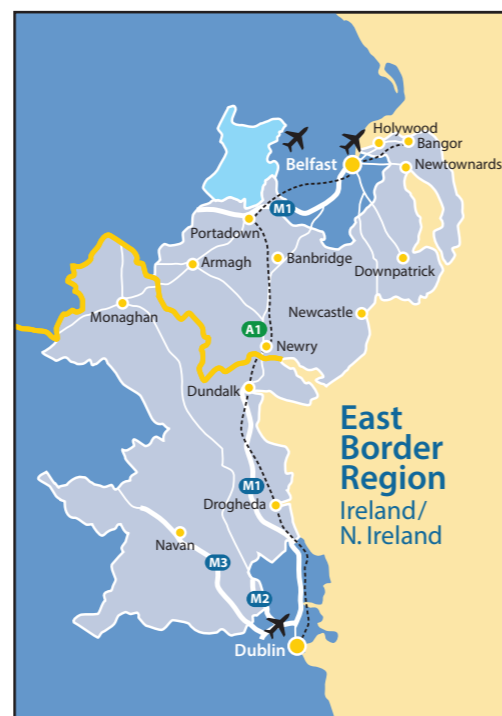 Holywood
Bangor
Belfast
Newtownards
M1
Portadown
Armagh
Banbridge
Downpatrick
Monaghan
Newcastle
A1
Newry
Dundalk
East
Border
Region
Ireland/
N. Ireland
M1
Drogheda
Navan
M3
M2
Dublin